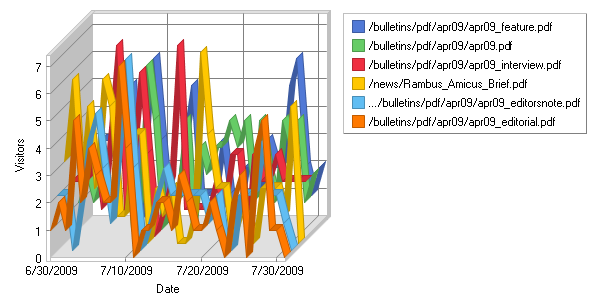 /bulletins/pdf/apr09/apr09_feature.pdf
/bulletins/pdf/apr09/apr09.pdf
/bulletins/pdf/apr09/apr09_interview.pdf
/news/Rambus_Amicus_Brief.pdf
.../bulletins/pdf/apr09/apr09_editorsnote.pdf
/bulletins/pdf/apr09/apr09_editorial.pdf
Visitors
7
6
5
4
3
2
1
0
6/30/2009 7/10/2009 7/20/2009 7/30/2009
Date